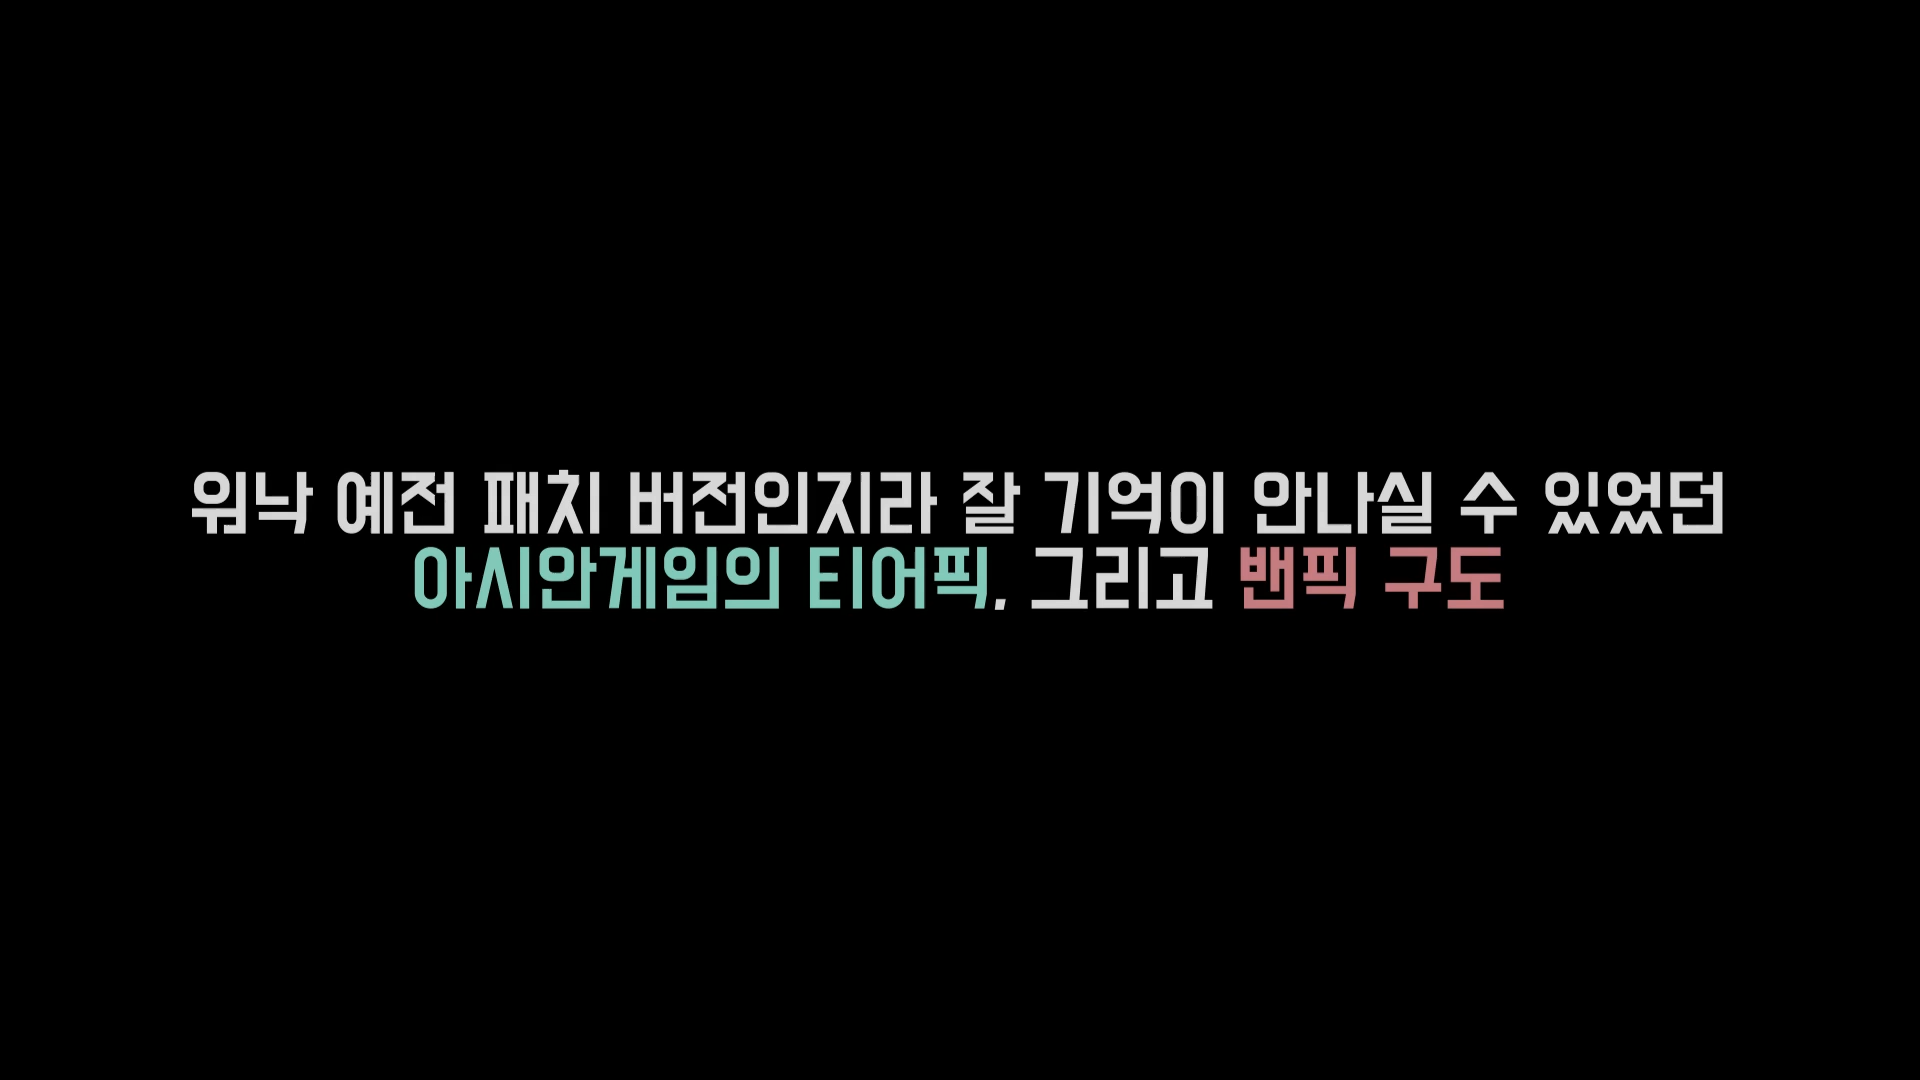 워낙 예전 패치 버전인지라 잘 기억이 안나실 수 있었던
아시안게임의 티어픽, 그리고 밴픽 구도